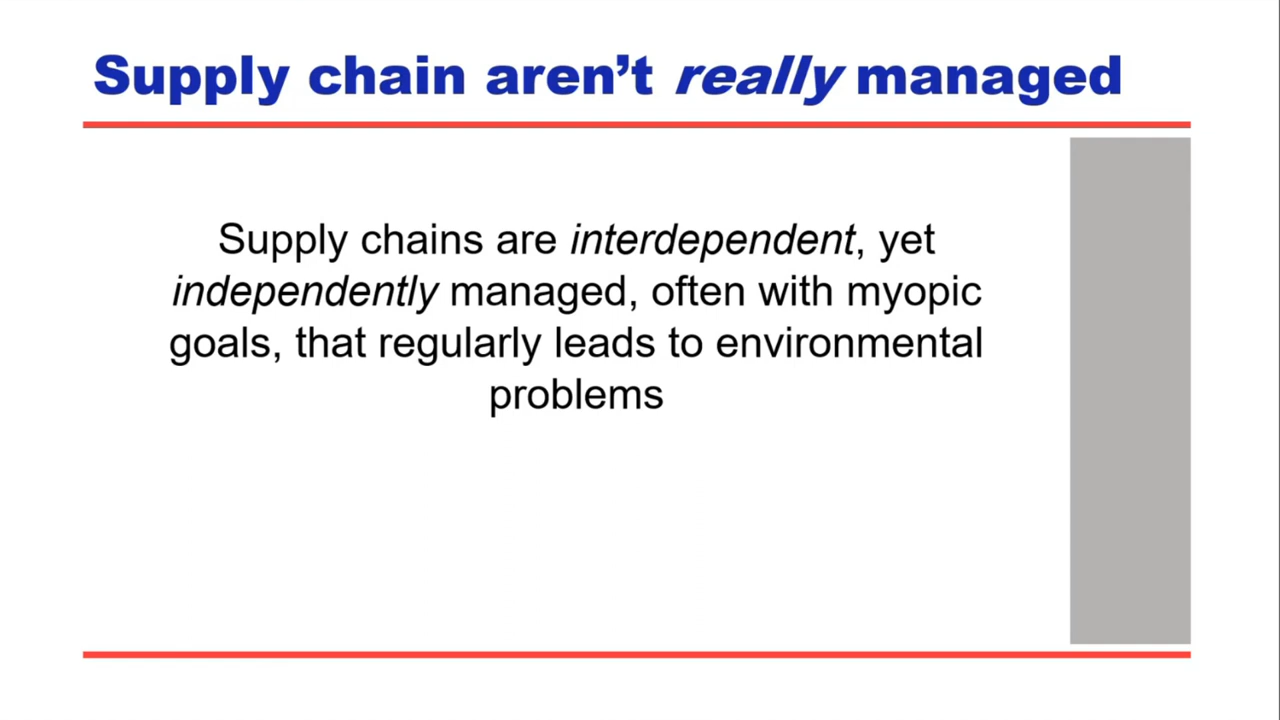 Supply chain aren’t really managed
Supply chains are interdependent, yet
independently managed, often with myopic
goals, that regularly leads to environmental
problems